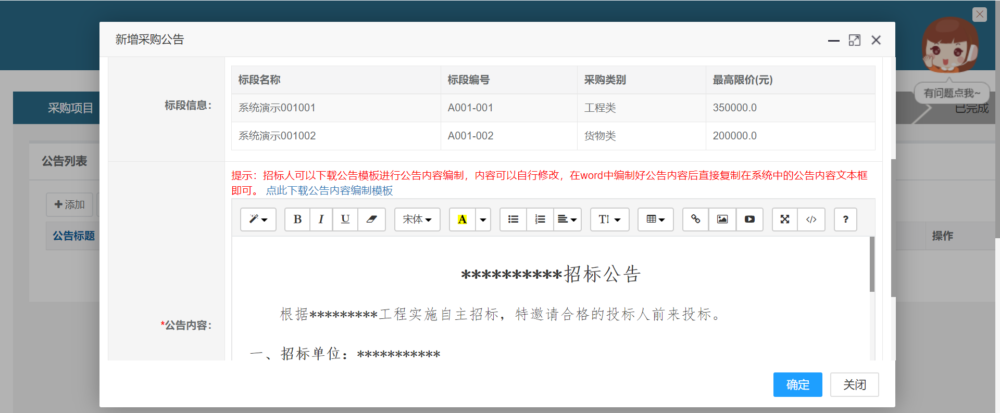 新增采购公告
有问题点我~
采购项目
已完成
公告列表
添加
公告标题
操作
标段信息：
标段名称 标段编号 采购类别 最高限价(元)
系统演示001001 A001-001 工程类 350000.0
系统演示001002 A001-002 货物类 200000.0
*公告内容：
提示：招标人可以下载公告模板进行公告内容编制，内容可以自行修改，在word中编制好公告内容后直接复制在系统中的公告内容文本框
即可。 点此下载公告内容编制模板
B I U 宋体 A T ?
**********招标公告
根据*********工程实施自主招标，特邀请合格的投标人前来投标。
一、招标单位：***********
确定 关闭